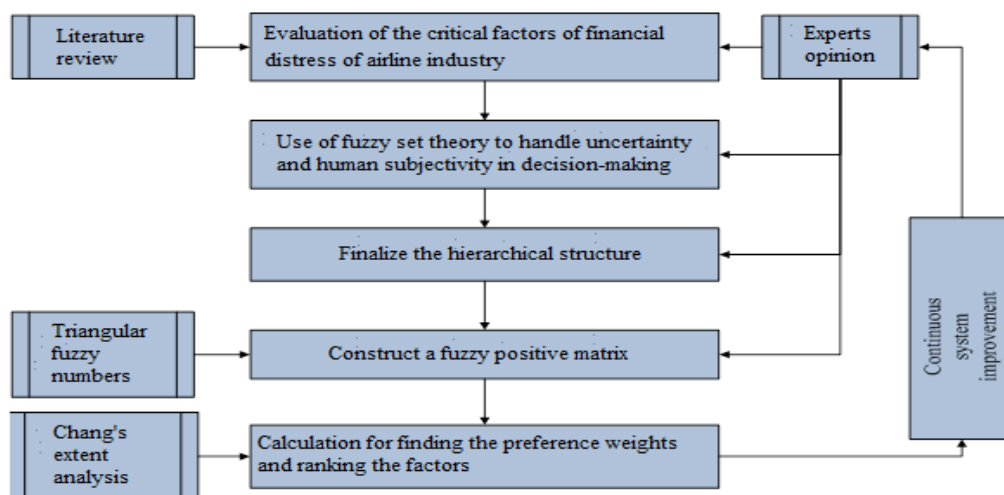 Literature
review
Evaluation of the critical factors of financial
distress of airline industry
Experts
opinion
Use of fuzzy set theory to handle uncertainty
and human subjectivity in decision-making
Finalize the hierarchical structure
Triangular
fuzzy
numbers
Construct a fuzzy positive matrix
Continuous
system
improvement
Chang's
extent
analysis
Calculation for finding the preference weights
and ranking the factors